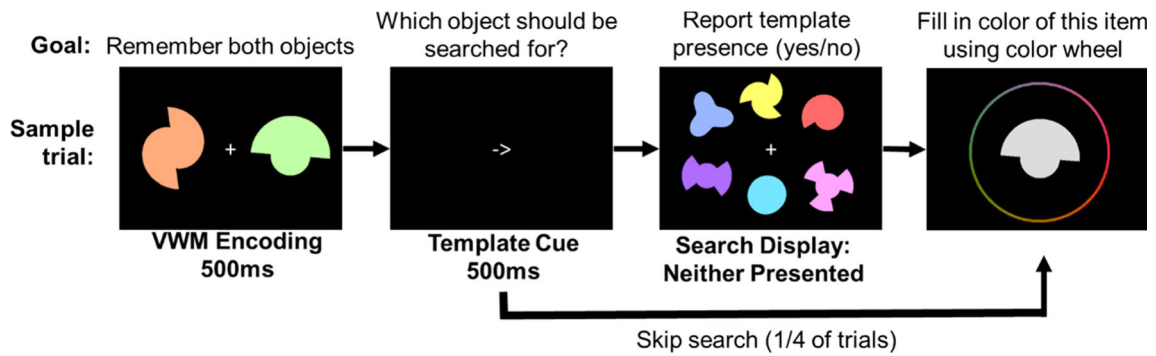 Goal:
Remember both objects
Which object should be
searched for?
Report template
presence (yes/no)
Fill in color of this item
using color wheel
Sample
trial:
+
->
+
VWM Encoding
500ms
Template Cue
500ms
Search Display:
Neither Presented
Skip search (1/4 of trials)